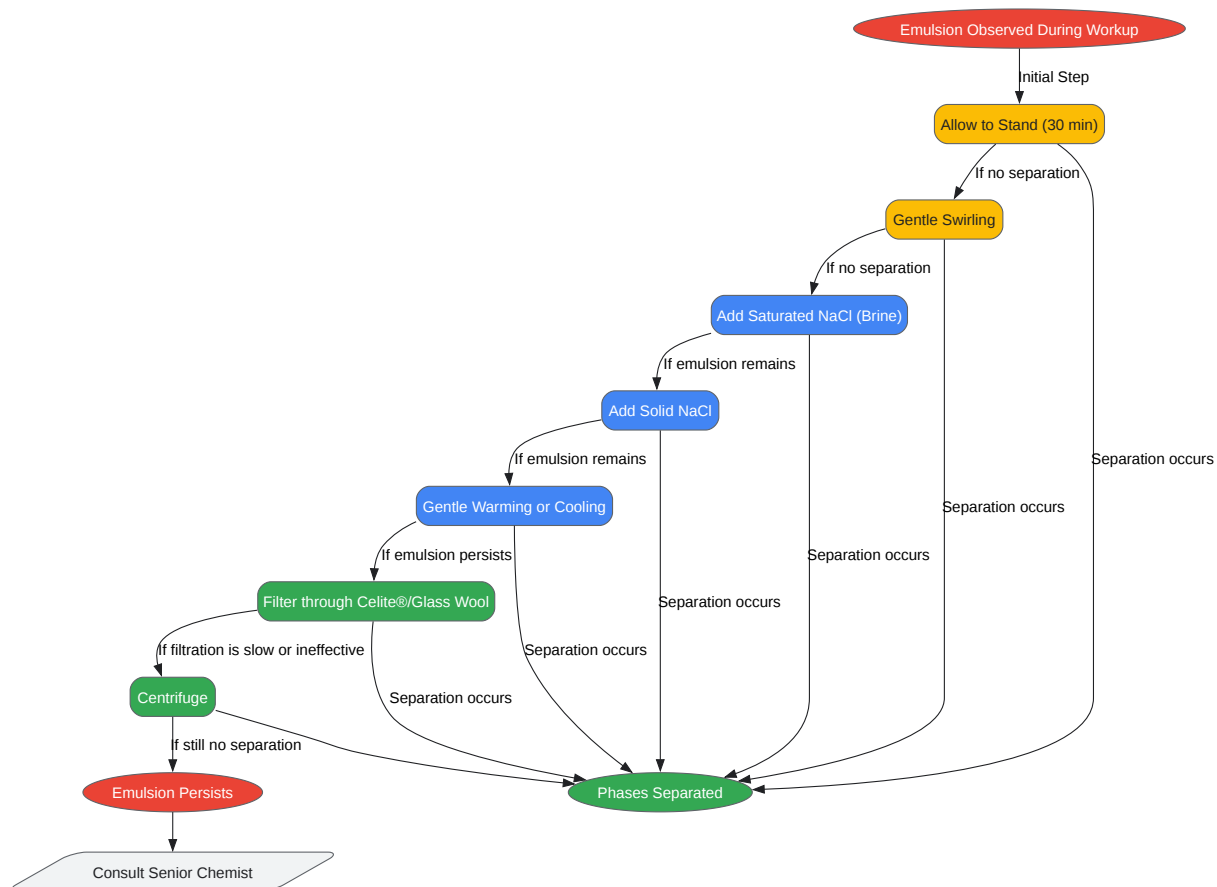 Emulsion Observed During Workup
Initial Step
Allow to Stand (30 min)
If no separation
Gentle Swirling
If no separation
Add Saturated NaCl (Brine)
If emulsion remains
Add Solid NaCl
If emulsion remains
Separation occurs
Gentle Warming or Cooling
Separation occurs
If emulsion persists
Separation occurs
Filter through Celite®/Glass Wool
Separation occurs
If filtration is slow or ineffective
Separation occurs
Centrifuge
Separation occurs
If still no separation
Emulsion Persists
Phases Separated
Consult Senior Chemist